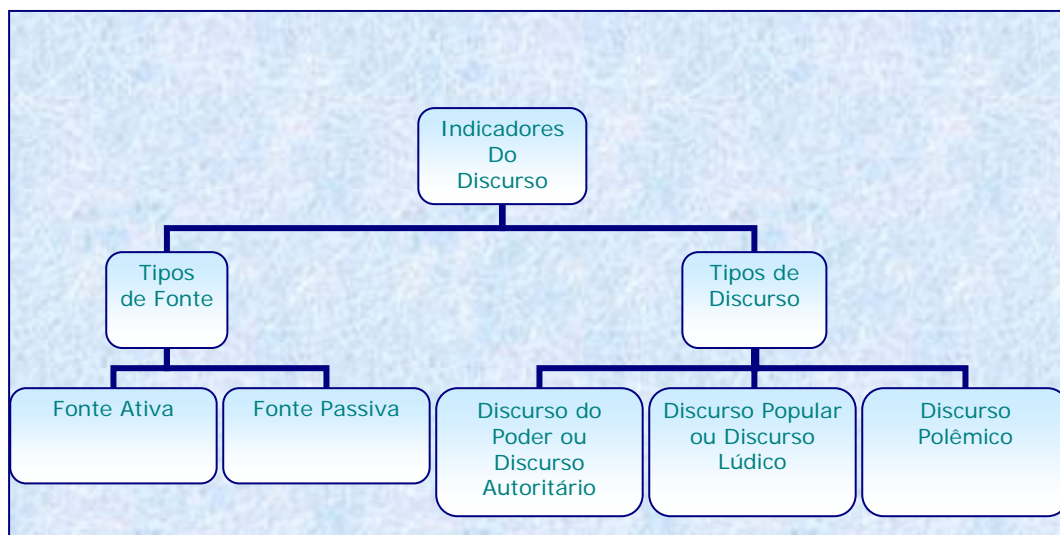 Indicadores
Do
Discurso
Tipos
de Fonte
Tipos de
Discurso
Fonte Ativa
Fonte Passiva
Discurso do
Poder ou
Discurso
Autoritário
Discurso Popular
ou Discurso
Lúdico
Discurso
Polêmico